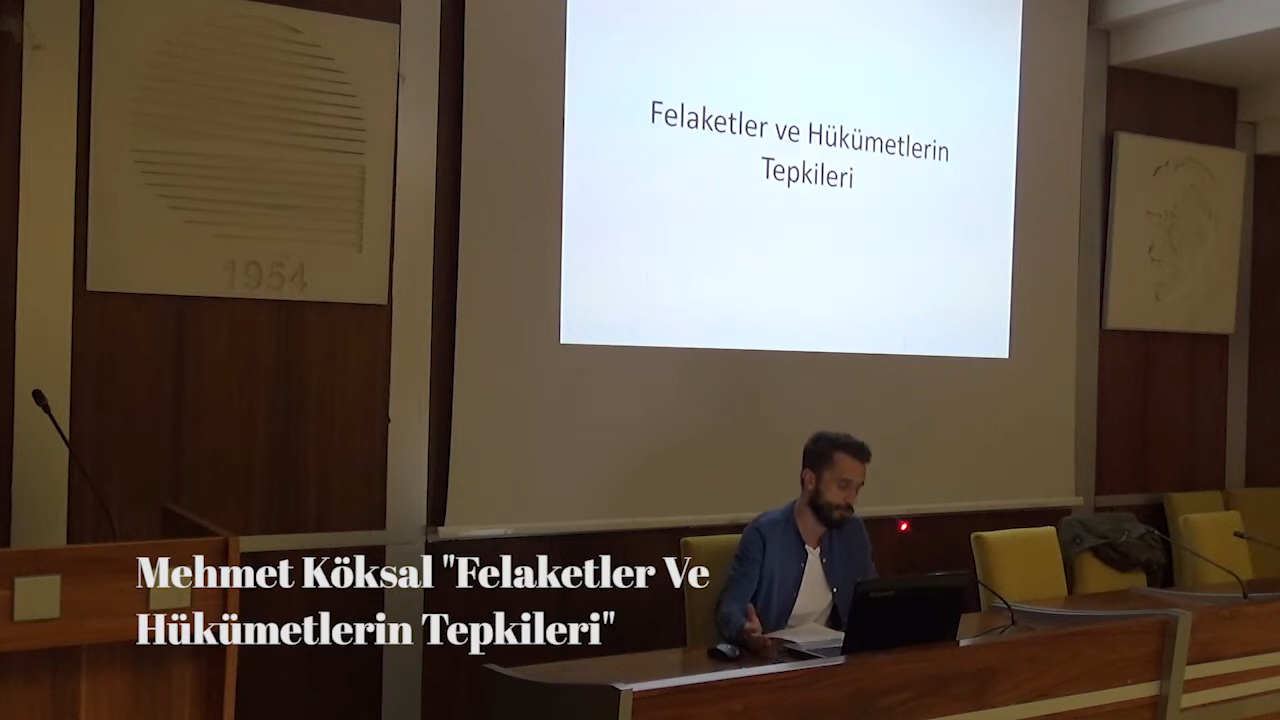 Felaketler ve Hükümetlerin
Tepkileri
1954
Mehmet Köksal "Felaketler Ve
Hükümetlerin Tepkileri"